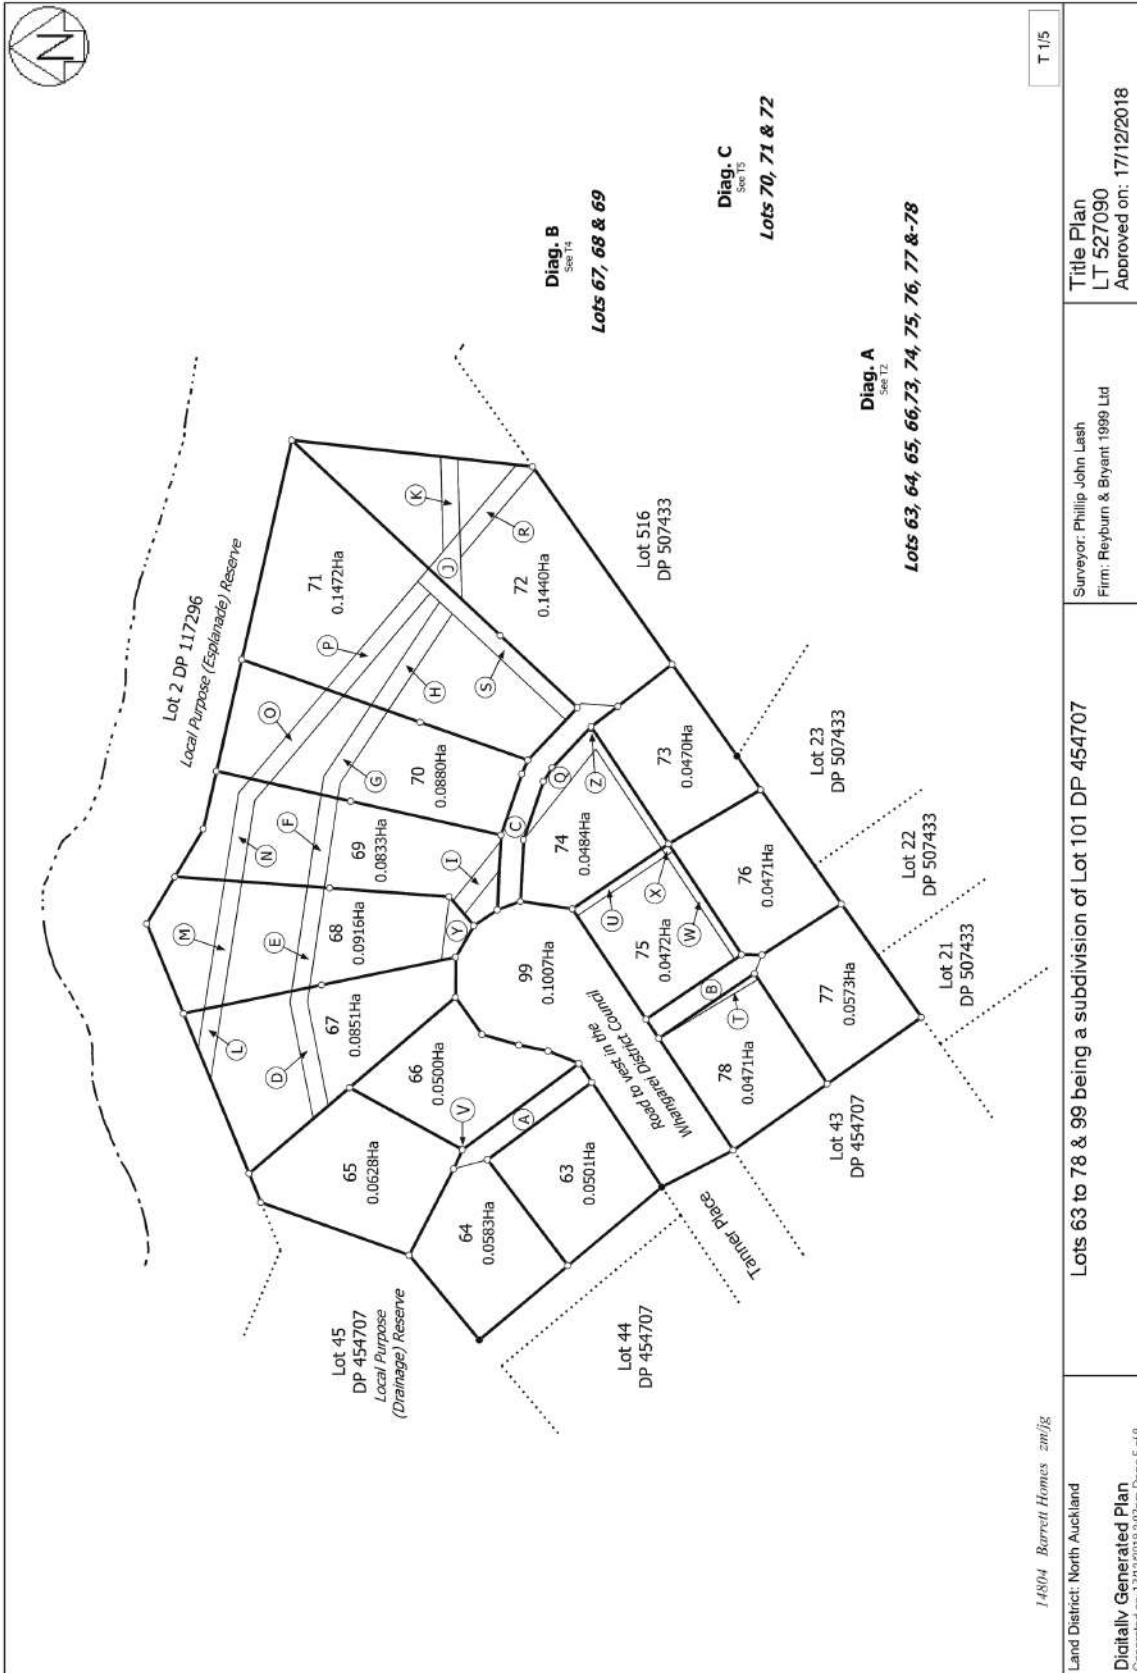 N
Lot 2 DP 117296
Local Purpose (Esplanade) Reserve
71
0.1472Ha
72
0.1440Ha
70
0.0880Ha
69
0.0833Ha
68
0.0916Ha
67
0.0851Ha
66
0.0500Ha
65
0.0628Ha
64
0.0583Ha
63
0.0501Ha
99
0.1007Ha
Road to vest in the
Whangarei District Council
Tanner Place
73
0.0470Ha
74
0.0484Ha
75
0.0472Ha
76
0.0471Ha
77
0.0573Ha
78
0.0471Ha
A
B
C
D
E
F
G
H
I
J
K
L
M
N
O
P
Q
R
S
T
U
V
W
X
Y
Z
Lot 45
DP 454707
Local Purpose
(Drainage) Reserve
Lot 44
DP 454707
Lot 43
DP 454707
Lot 21
DP 507433
Lot 22
DP 507433
Lot 23
DP 507433
Lot 516
DP 507433
Diag. B
See T4
Lots 67, 68 & 69
Diag. C
See T5
Lots 70, 71 & 72
Diag. A
See T2
Lots 63, 64, 65, 66,73, 74, 75, 76, 77 &-78
14804 Barrett Homes zm/jg
T 1/5
Land District: North Auckland
Digitally Generated Plan
Lots 63 to 78 & 99 being a subdivision of Lot 101 DP 454707
Surveyor: Phillip John Lash
Firm: Reyburn & Bryant 1999 Ltd
Title Plan
LT 527090
Approved on: 17/12/2018